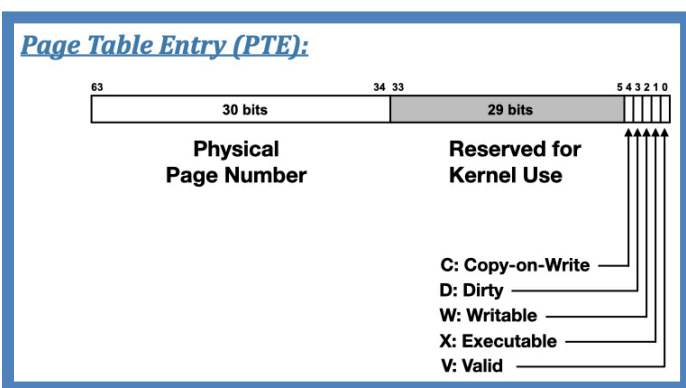 Page Table Entry (PTE):
63 34 33 5 4 3 2 1 0
30 bits 29 bits
Physical Reserved for
Page Number Kernel Use
C: Copy-on-Write
D: Dirty
W: Writable
X: Executable
V: Valid